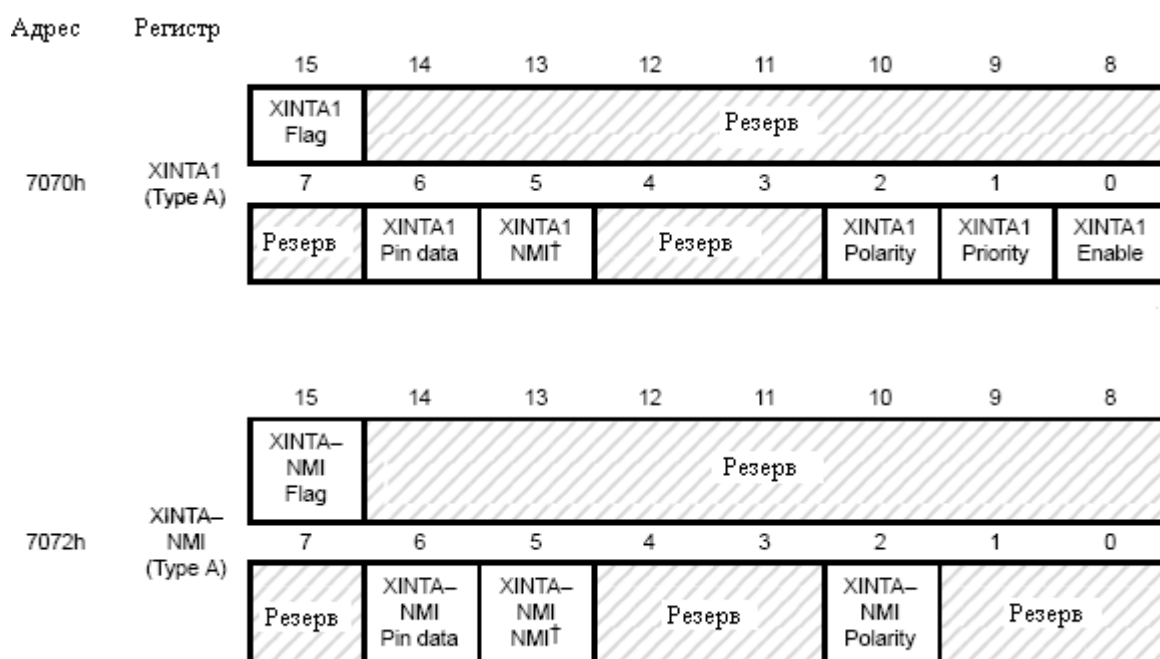 Адрес Регистр
15 14 13 12 11 10 9 8
XINTA1 Flag Резерв
7070h XINTA1 (Type A)
7 6 5 4 3 2 1 0
Резерв XINTA1 Pin data XINTA1 NMI† Резерв XINTA1 Polarity XINTA1 Priority XINTA1 Enable
15 14 13 12 11 10 9 8
XINTA– NMI Flag Резерв
7072h XINTA– NMI (Type A)
7 6 5 4 3 2 1 0
Резерв XINTA– NMI Pin data XINTA– NMI NMI† Резерв XINTA– NMI Polarity Резерв